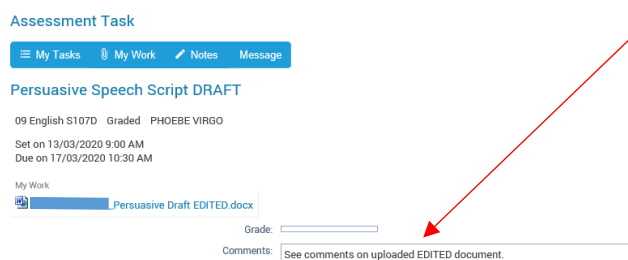 Assessment Task
My Tasks My Work Notes Message
Persuasive Speech Script DRAFT
09 English S107D Graded PHOEBE VIRGO
Set on 13/03/2020 9:00 AM
Due on 17/03/2020 10:30 AM
My Work
_Persuasive Draft EDITED.docx
Grade:
Comments: See comments on uploaded EDITED document.